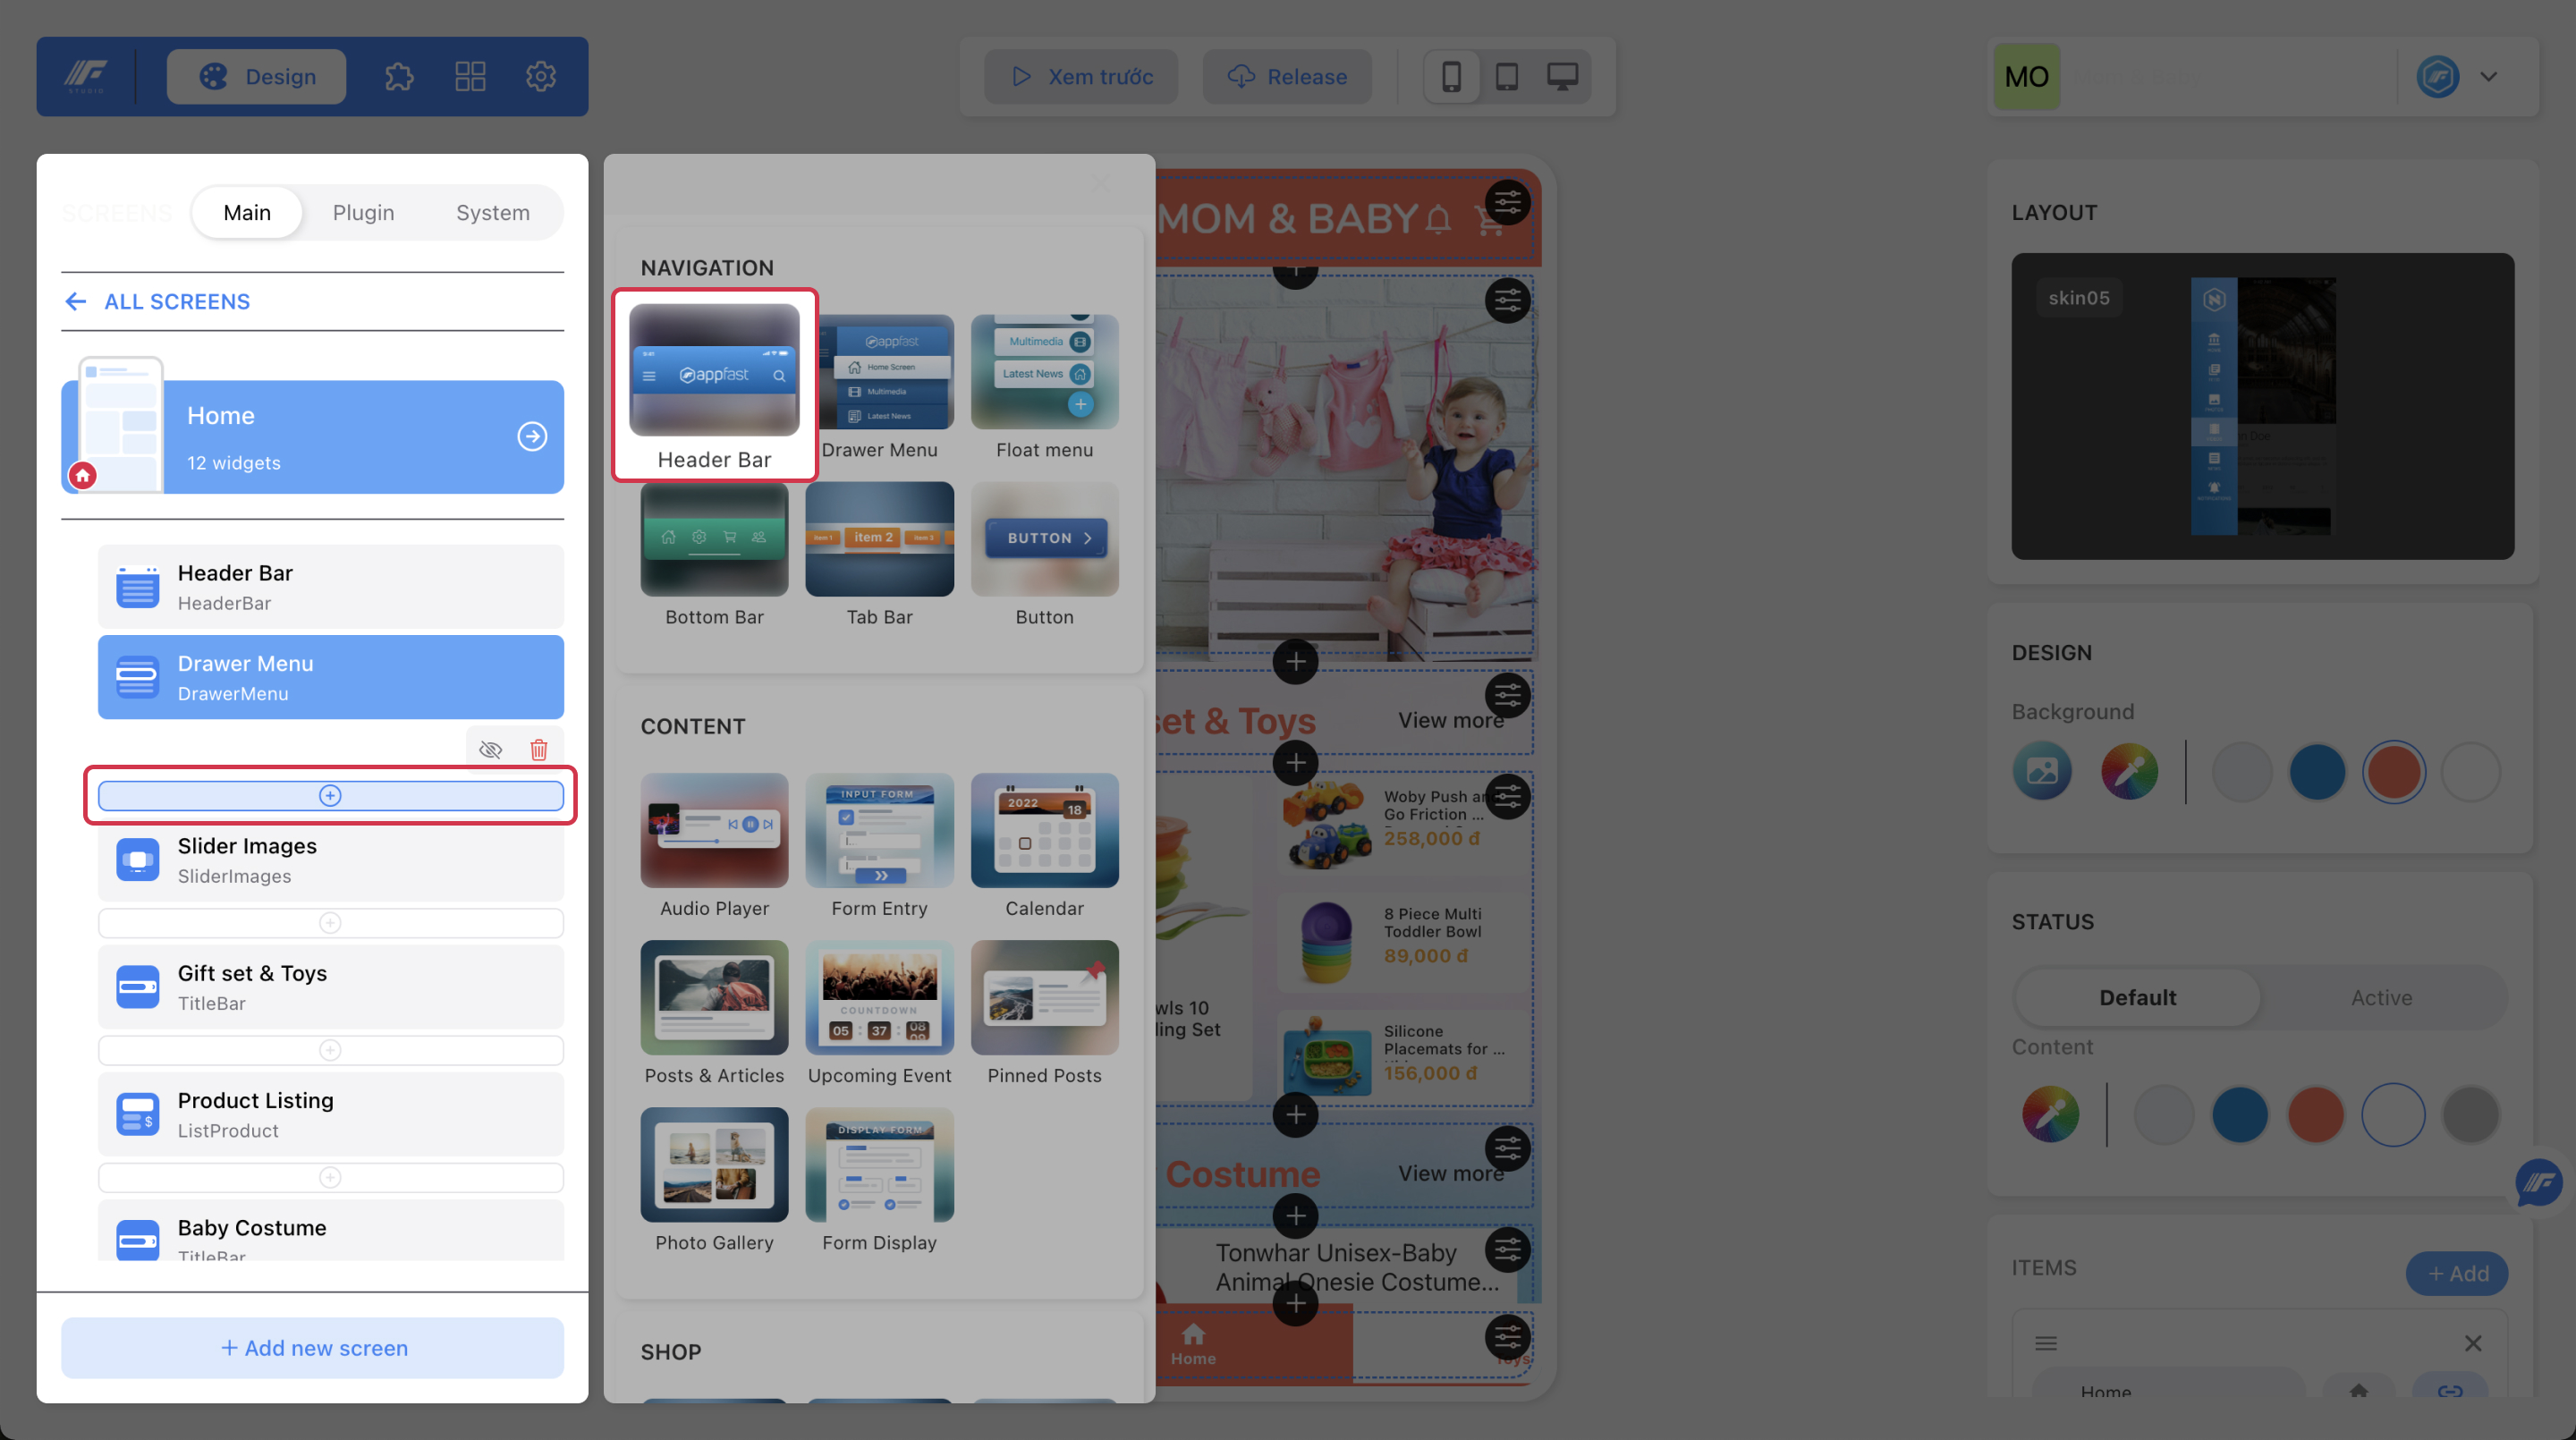 STUDIO
Design
Xem trước
Release
MO
SCREENS
Main
Plugin
System
ALL SCREENS
Home
12 widgets
Header Bar
HeaderBar
Drawer Menu
DrawerMenu
Slider Images
SliderImages
Gift set & Toys
TitleBar
Product Listing
ListProduct
Baby Costume
TitleBar
+ Add new screen
NAVIGATION
appfast
Header Bar
appfast
Home Screen
Multimedia
Latest News
Drawer Menu
Multimedia
Latest News
Float menu
Bottom Bar
item 1
item 2
item 3
Tab Bar
BUTTON
Button
CONTENT
Audio Player
INPUT FORM
Form Entry
2022
18
Calendar
Posts & Articles
COUNTDOWN
05 : 37 :
Upcoming Event
Pinned Posts
Photo Gallery
DISPLAY FORM
Form Display
SHOP
MOM & BABY
set & Toys
View more
Woby Push an
Go Friction ...
258,000 đ
8 Piece Multi
Toddler Bowl
89,000 đ
wls 10
ling Set
Silicone
Placemats for ...
156,000 đ
Costume
View more
Tonwhar Unisex-Baby
Animal Onesie Costume...
Home
Toys
LAYOUT
skin05
DESIGN
Background
STATUS
Default
Active
Content
ITEMS
+ Add
Home